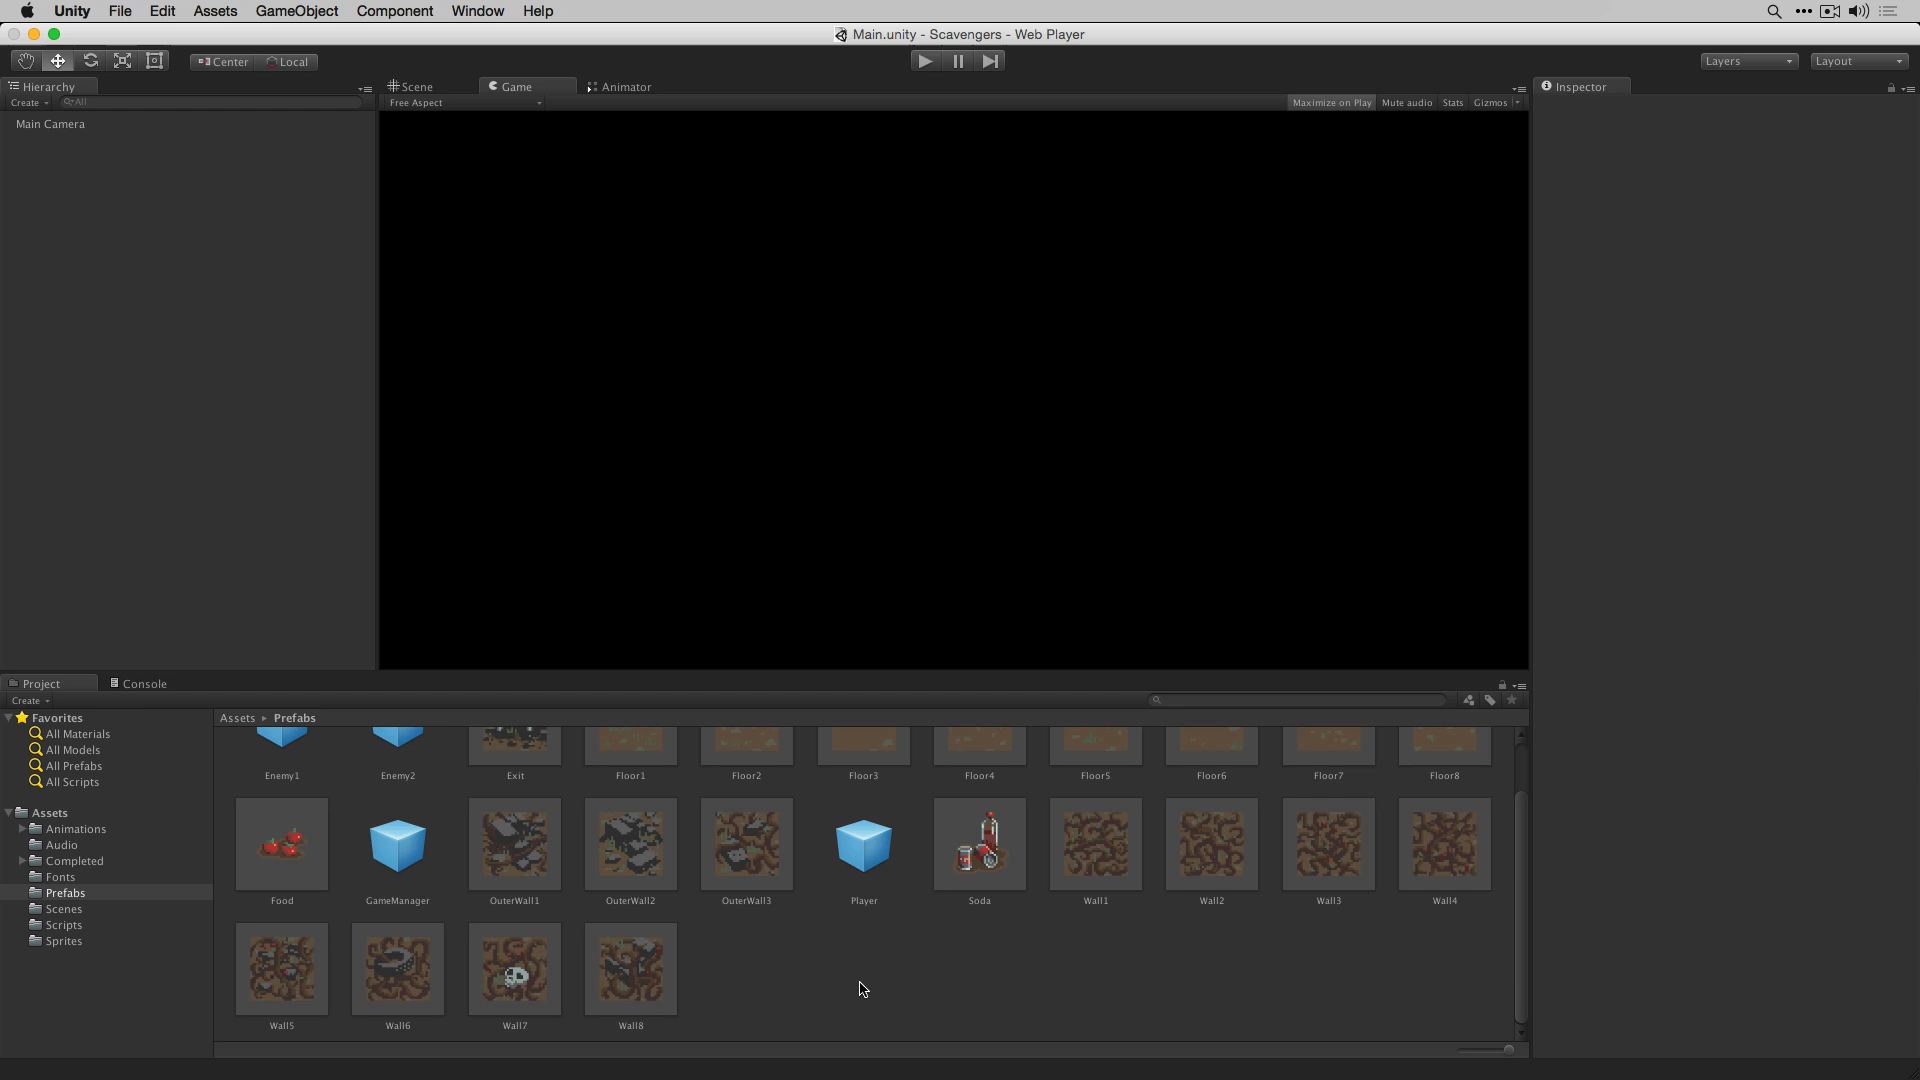 Unity File Edit Assets GameObject Component Window Help
Main.unity - Scavengers - Web Player
Center Local Layers Layout
Hierarchy Scene Game Animator Inspector
Create All Free Aspect Maximize on Play Mute audio Stats Gizmos
Main Camera
Project Console
Create
Favorites
All Materials
All Models
All Prefabs
All Scripts
Assets
Animations
Audio
Completed
Fonts
Prefabs
Scenes
Scripts
Sprites
Assets Prefabs
Enemy1 Enemy2 Exit Floor1 Floor2 Floor3 Floor4 Floor5 Floor6 Floor7 Floor8
Food GameManager OuterWall1 OuterWall2 OuterWall3 Player Soda Wall1 Wall2 Wall3 Wall4
Wall5 Wall6 Wall7 Wall8